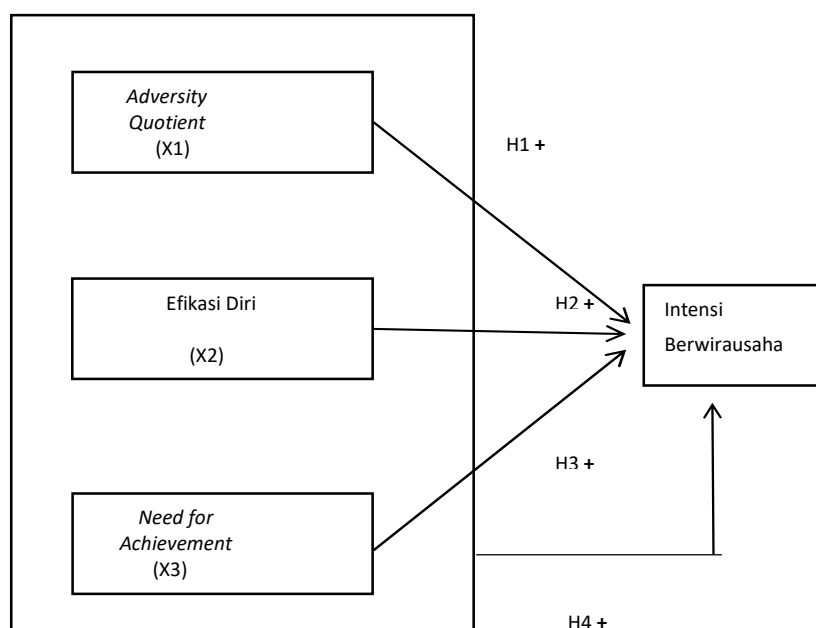 Adversity
Quotient
(X1)
H1 +
Efikasi Diri
(X2)
H2 +
Intensi
Berwirausaha
H3 +
Need for
Achievement
(X3)
H4 +